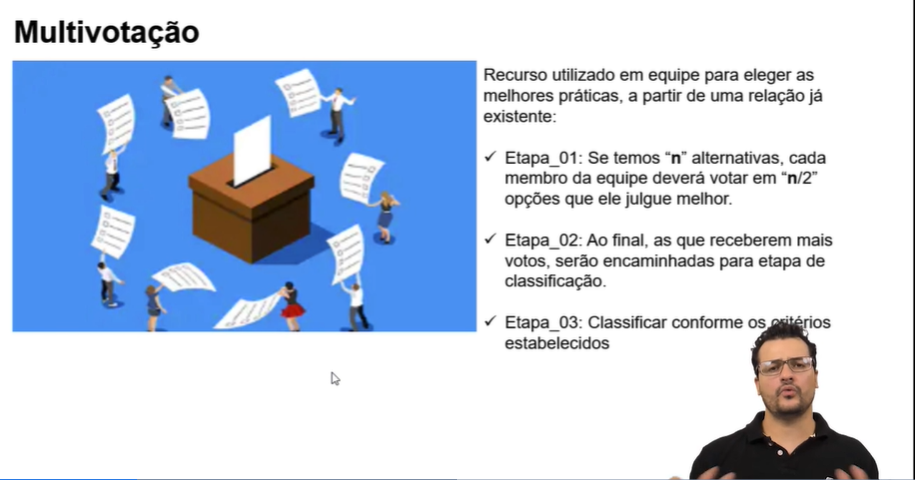 Multivotação
Recurso utilizado em equipe para eleger as
melhores práticas, a partir de uma relação já
existente:
✓ Etapa_01: Se temos “n” alternativas, cada
membro da equipe deverá votar em “n/2”
opções que ele julgue melhor.
✓ Etapa_02: Ao final, as que receberem mais
votos, serão encaminhadas para etapa de
classificação.
✓ Etapa_03: Classificar conforme os critérios
estabelecidos